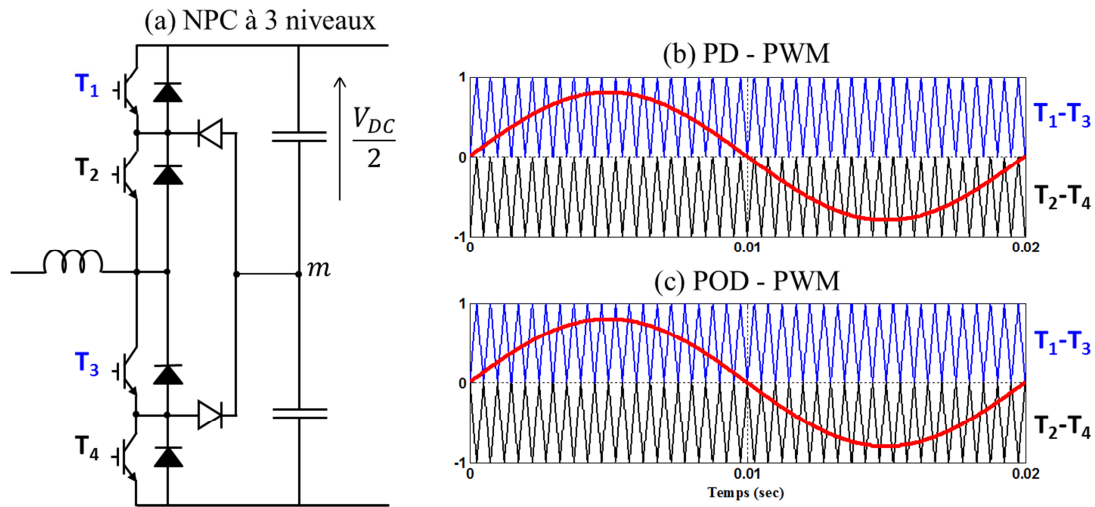 (a) NPC à 3 niveaux
T1
T2
T3
T4
VDC
2
m
(b) PD - PWM
1
0
-1
0
0.01
0.02
T1-T3
T2-T4
(c) POD - PWM
1
0
-1
0
0.01
0.02
T1-T3
T2-T4
Temps (sec)